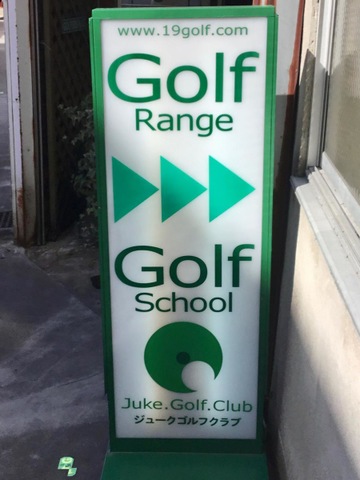 www.19golf.com
Golf
Range
Golf
School
Juke.Golf.Club
ジュークゴルフクラブ